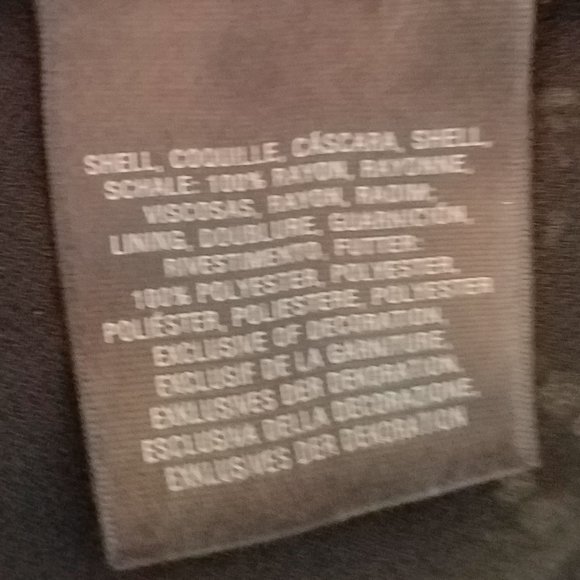 SHELL, COQUILLE, CÁSCARA, SHELL,
SCHALE: 100% RAYON, RAYONNE,
VISCOSAS, RAYON, RADIM;
LINING, DOUBLURE, GUARNICIÓN,
RIVESTIMENTO, FUTTER:
100% POLYESTER, POLYESTER,
POLIÉSTER, POLIESTERE, POLYESTER
EXCLUSIVE OF DECORATION.
EXCLUSIF DE LA GARNITURE.
EXKLUSIVES DER DEKORATION.
ESCLUSIVA DELLA DECORAZIONE.
EXKLUSIVES DER DEKORATION